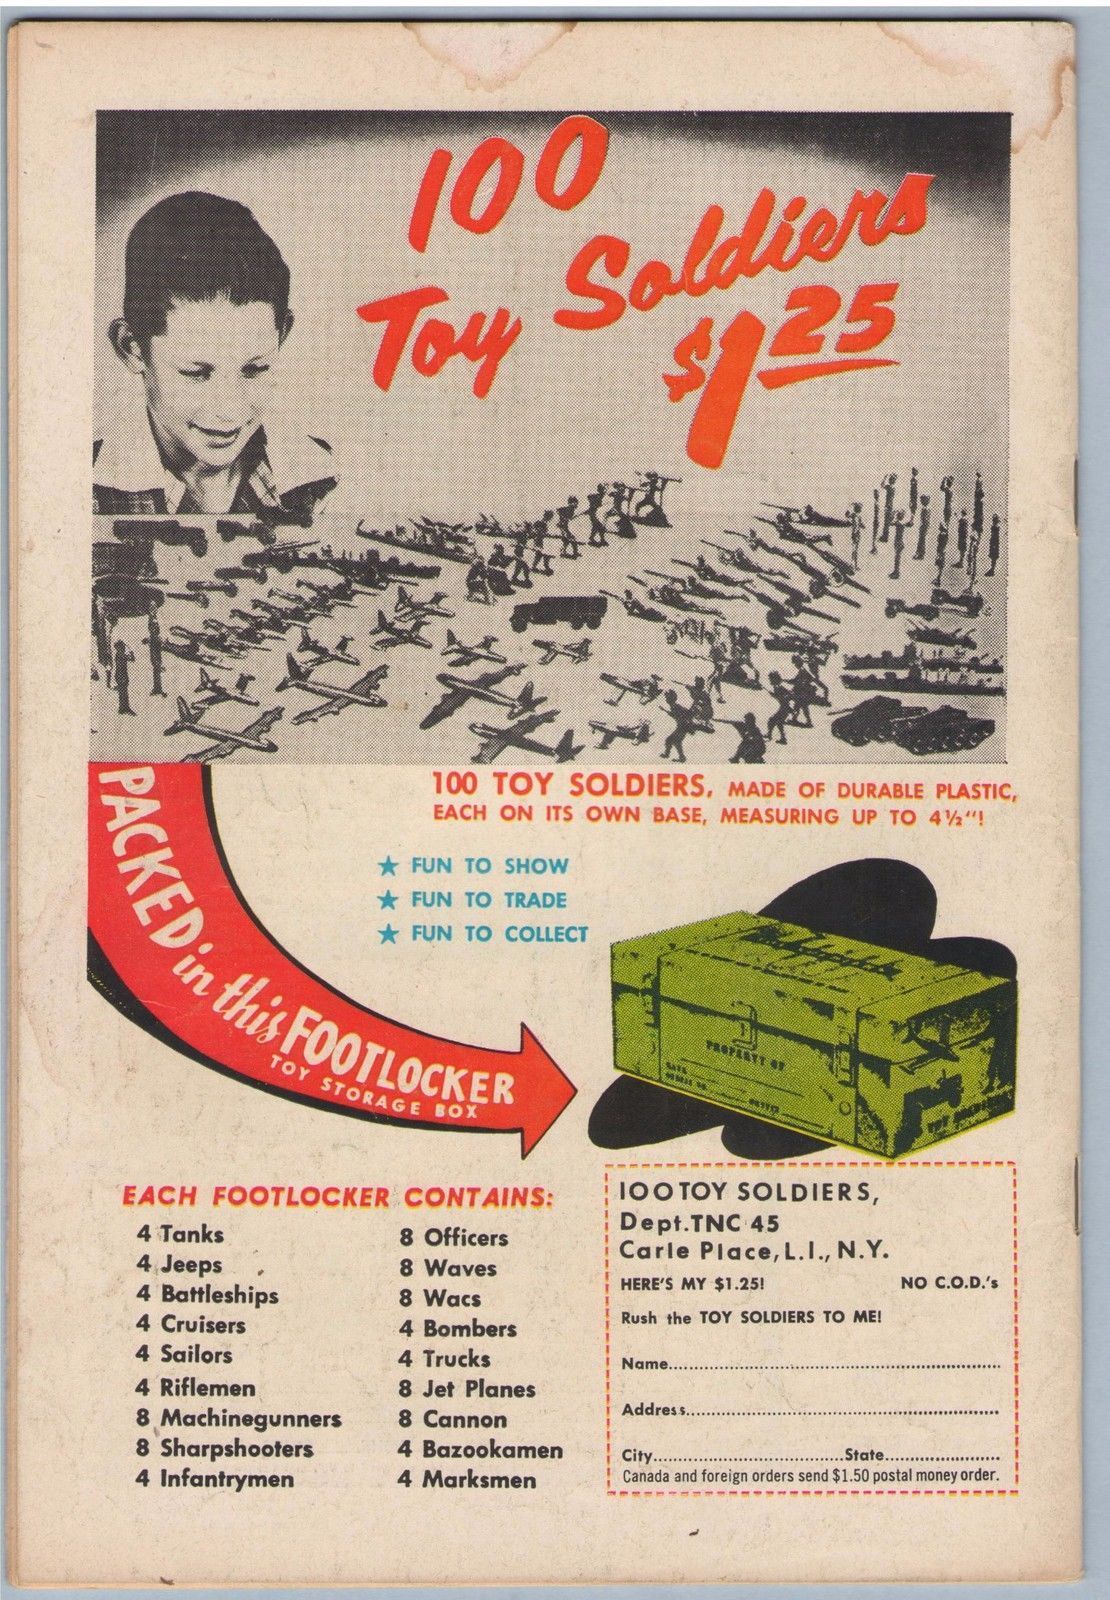 100
Toy Soldiers
$1 25
100 TOY SOLDIERS, MADE OF DURABLE PLASTIC,
EACH ON ITS OWN BASE, MEASURING UP TO 4½"!
★ FUN TO SHOW
★ FUN TO TRADE
★ FUN TO COLLECT
PACKED in this FOOTLOCKER
TOY STORAGE BOX
PROPERTY OF
EACH FOOTLOCKER CONTAINS:
4 Tanks
4 Jeeps
4 Battleships
4 Cruisers
4 Sailors
4 Riflemen
8 Machinegunners
8 Sharpshooters
4 Infantrymen
8 Officers
8 Waves
8 Wacs
4 Bombers
4 Trucks
8 Jet Planes
8 Cannon
4 Bazookamen
4 Marksmen
100 TOY SOLDIERS,
Dept. TNC 45
Carle Place, L.I., N.Y.
HERE'S MY $1.25! NO C.O.D.'s
Rush the TOY SOLDIERS TO ME!
Name
Address
City State
Canada and foreign orders send $1.50 postal money order.